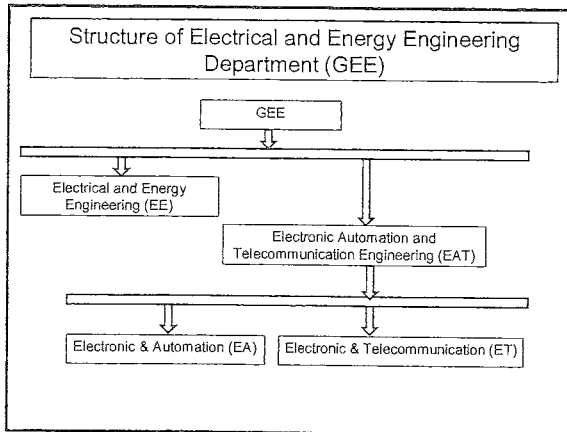 Structure of Electrical and Energy Engineering
Department (GEE)
GEE
Electrical and Energy
Engineering (EE)
Electronic Automation and
Telecommunication Engineering (EAT)
Electronic & Automation (EA)
Electronic & Telecommunication (ET)